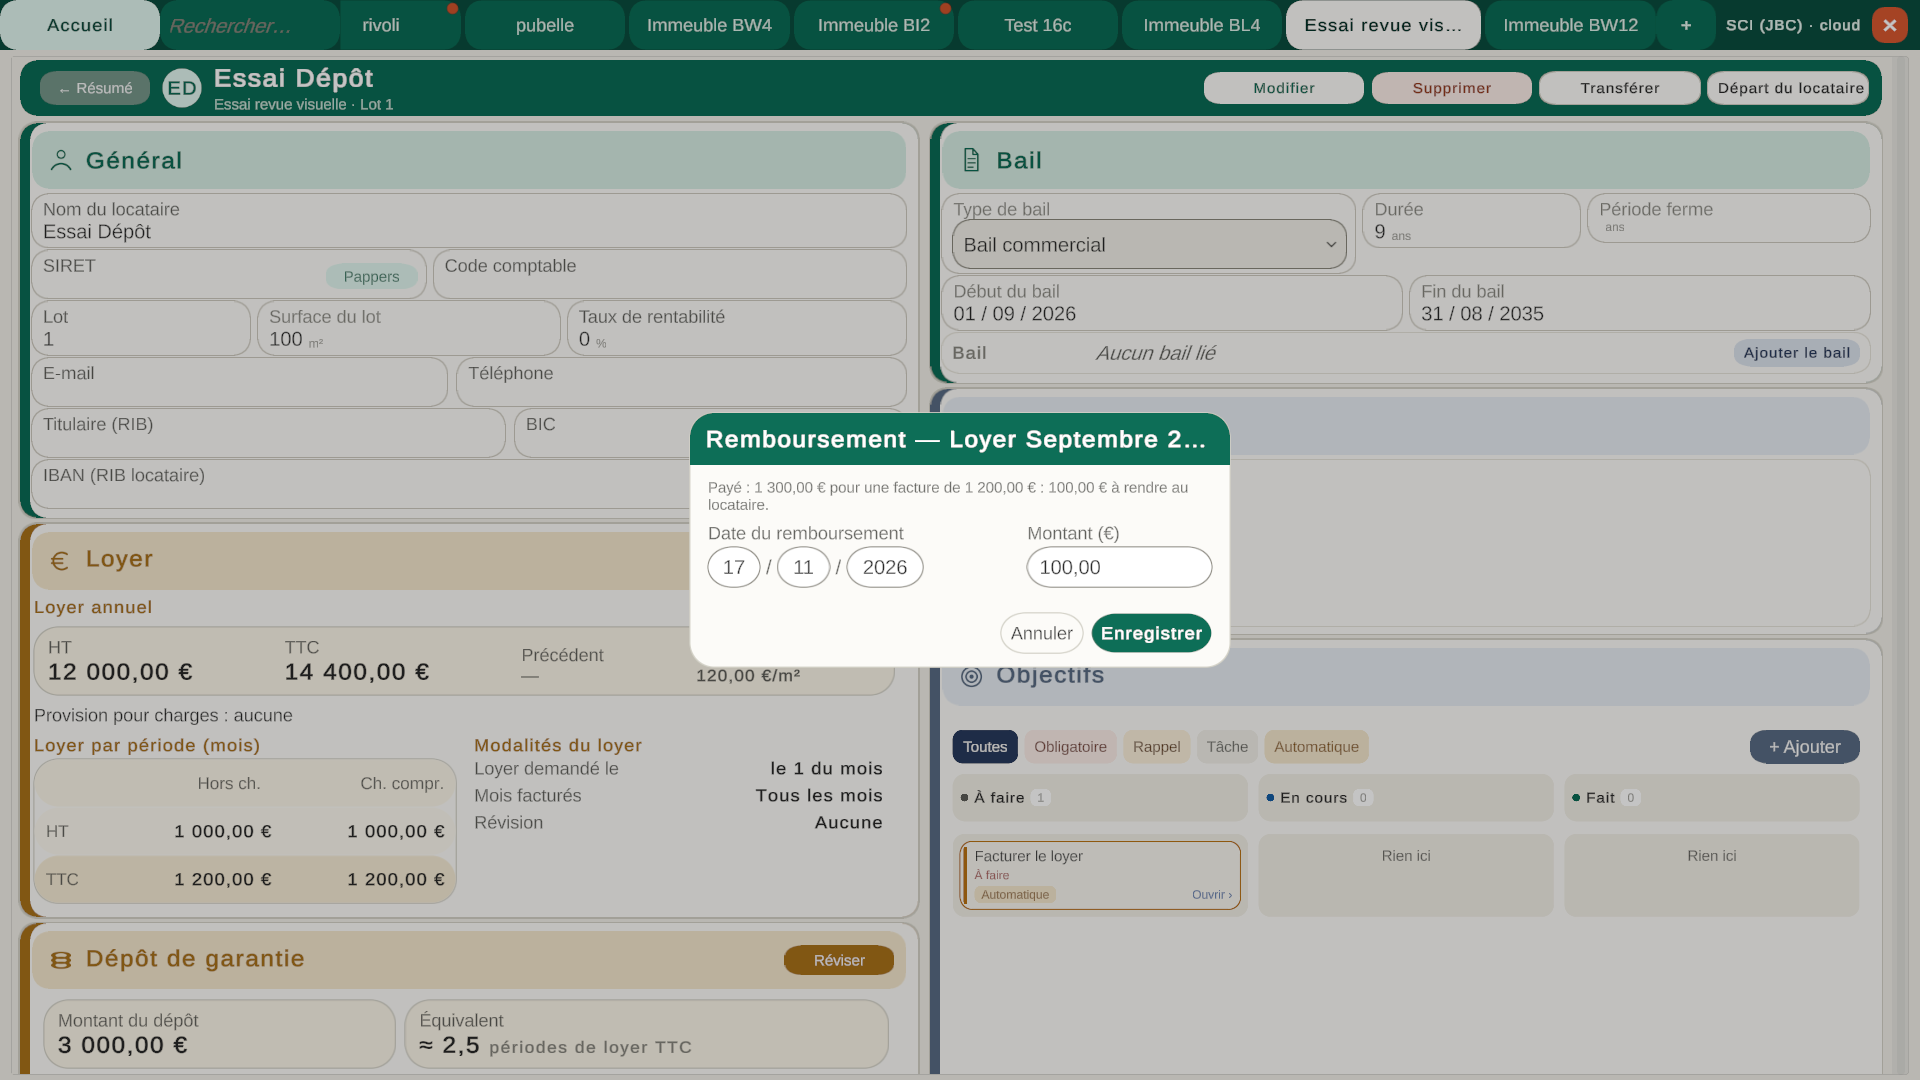 Accueil
Rechercher...
rivoli
pubelle
Immeuble BW4
Immeuble BI2
Test 16c
Immeuble BL4
Essai revue vis...
Immeuble BW12
+
SCI (JBC) · cloud
×
← Résumé
ED
Essai Dépôt
Essai revue visuelle · Lot 1
Modifier
Supprimer
Transférer
Départ du locataire
Général
Nom du locataire
Essai Dépôt
SIRET
Pappers
Code comptable
Lot
1
Surface du lot
100 m²
Taux de rentabilité
0 %
E-mail
Téléphone
Titulaire (RIB)
BIC
IBAN (RIB locataire)
Bail
Type de bail
Bail commercial
Durée
9 ans
Période ferme
ans
Début du bail
01 / 09 / 2026
Fin du bail
31 / 08 / 2035
Bail
Aucun bail lié
Ajouter le bail
Remboursement — Loyer Septembre 2...
Payé : 1 300,00 € pour une facture de 1 200,00 € : 100,00 € à rendre au
locataire.
Date du remboursement
17 / 11 / 2026
Montant (€)
100,00
Annuler
Enregistrer
Loyer
Loyer annuel
HT
12 000,00 €
TTC
14 400,00 €
Précédent
—
120,00 €/m²
Provision pour charges : aucune
Loyer par période (mois)
Hors ch.
Ch. compr.
HT
1 000,00 €
1 000,00 €
TTC
1 200,00 €
1 200,00 €
Modalités du loyer
Loyer demandé le
le 1 du mois
Mois facturés
Tous les mois
Révision
Aucune
Dépôt de garantie
Réviser
Montant du dépôt
3 000,00 €
Équivalent
≈ 2,5 périodes de loyer TTC
Objectifs
Toutes
Obligatoire
Rappel
Tâche
Automatique
+ Ajouter
À faire 1
En cours 0
Fait 0
Facturer le loyer
À faire
Automatique
Ouvrir ›
Rien ici
Rien ici